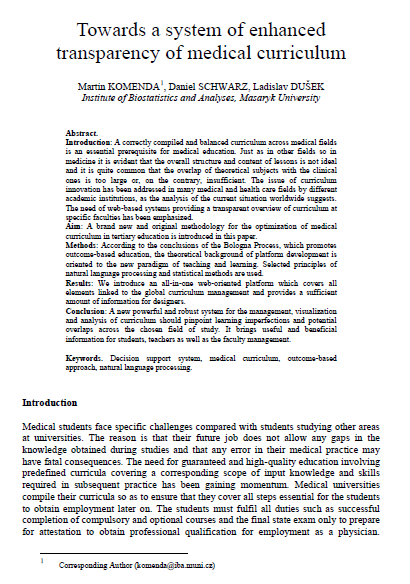 Towards a system of enhanced
transparency of medical curriculum
Martin KOMENDA1, Daniel SCHWARZ, Ladislav DUŠEK
Institute of Biostatistics and Analyses, Masaryk University
Abstract.
Introduction: A correctly compiled and balanced curriculum across medical fields
is an essential prerequisite for medical education. Just as in other fields so in
medicine it is evident that the overall structure and content of lessons is not ideal
and it is quite common that the overlap of theoretical subjects with the clinical
ones is too large or, on the contrary, insufficient. The issue of curriculum
innovation has been addressed in many medical and health care fields by different
academic institutions, as the analysis of the current situation worldwide suggests.
The need of web-based systems providing a transparent overview of curriculum at
specific faculties has been emphasized.
Aim: A brand new and original methodology for the optimization of medical
curriculum in tertiary education is introduced in this paper.
Methods: According to the conclusions of the Bologna Process, which promotes
outcome-based education, the theoretical background of platform development is
oriented to the new paradigm of teaching and learning. Selected principles of
natural language processing and statistical methods are used.
Results: We introduce an all-in-one web-oriented platform which covers all
elements linked to the global curriculum management and provides a sufficient
amount of information for designers.
Conclusion: A new powerful and robust system for the management, visualization
and analysis of curriculum should pinpoint learning imperfections and potential
overlaps across the chosen field of study. It brings useful and beneficial
information for students, teachers as well as the faculty management.
Keywords. Decision support system, medical curriculum, outcome-based
approach, natural language processing.
Introduction
Medical students face specific challenges compared with students studying other areas
at universities. The reason is that their future job does not allow any gaps in the
knowledge obtained during studies and that any error in their medical practice may
have fatal consequences. The need for guaranteed and high-quality education involving
predefined curricula covering a corresponding scope of input knowledge and skills
required in subsequent practice has been gaining momentum. Medical universities
compile their curricula so as to ensure that they cover all steps essential for the students
to obtain employment later on. The students must fulfil all duties such as successful
completion of compulsory and optional courses and the final state exam only to prepare
for attestation to obtain professional qualification for employment as a physician.
1 Corresponding Author (komenda@iba.muni.cz)